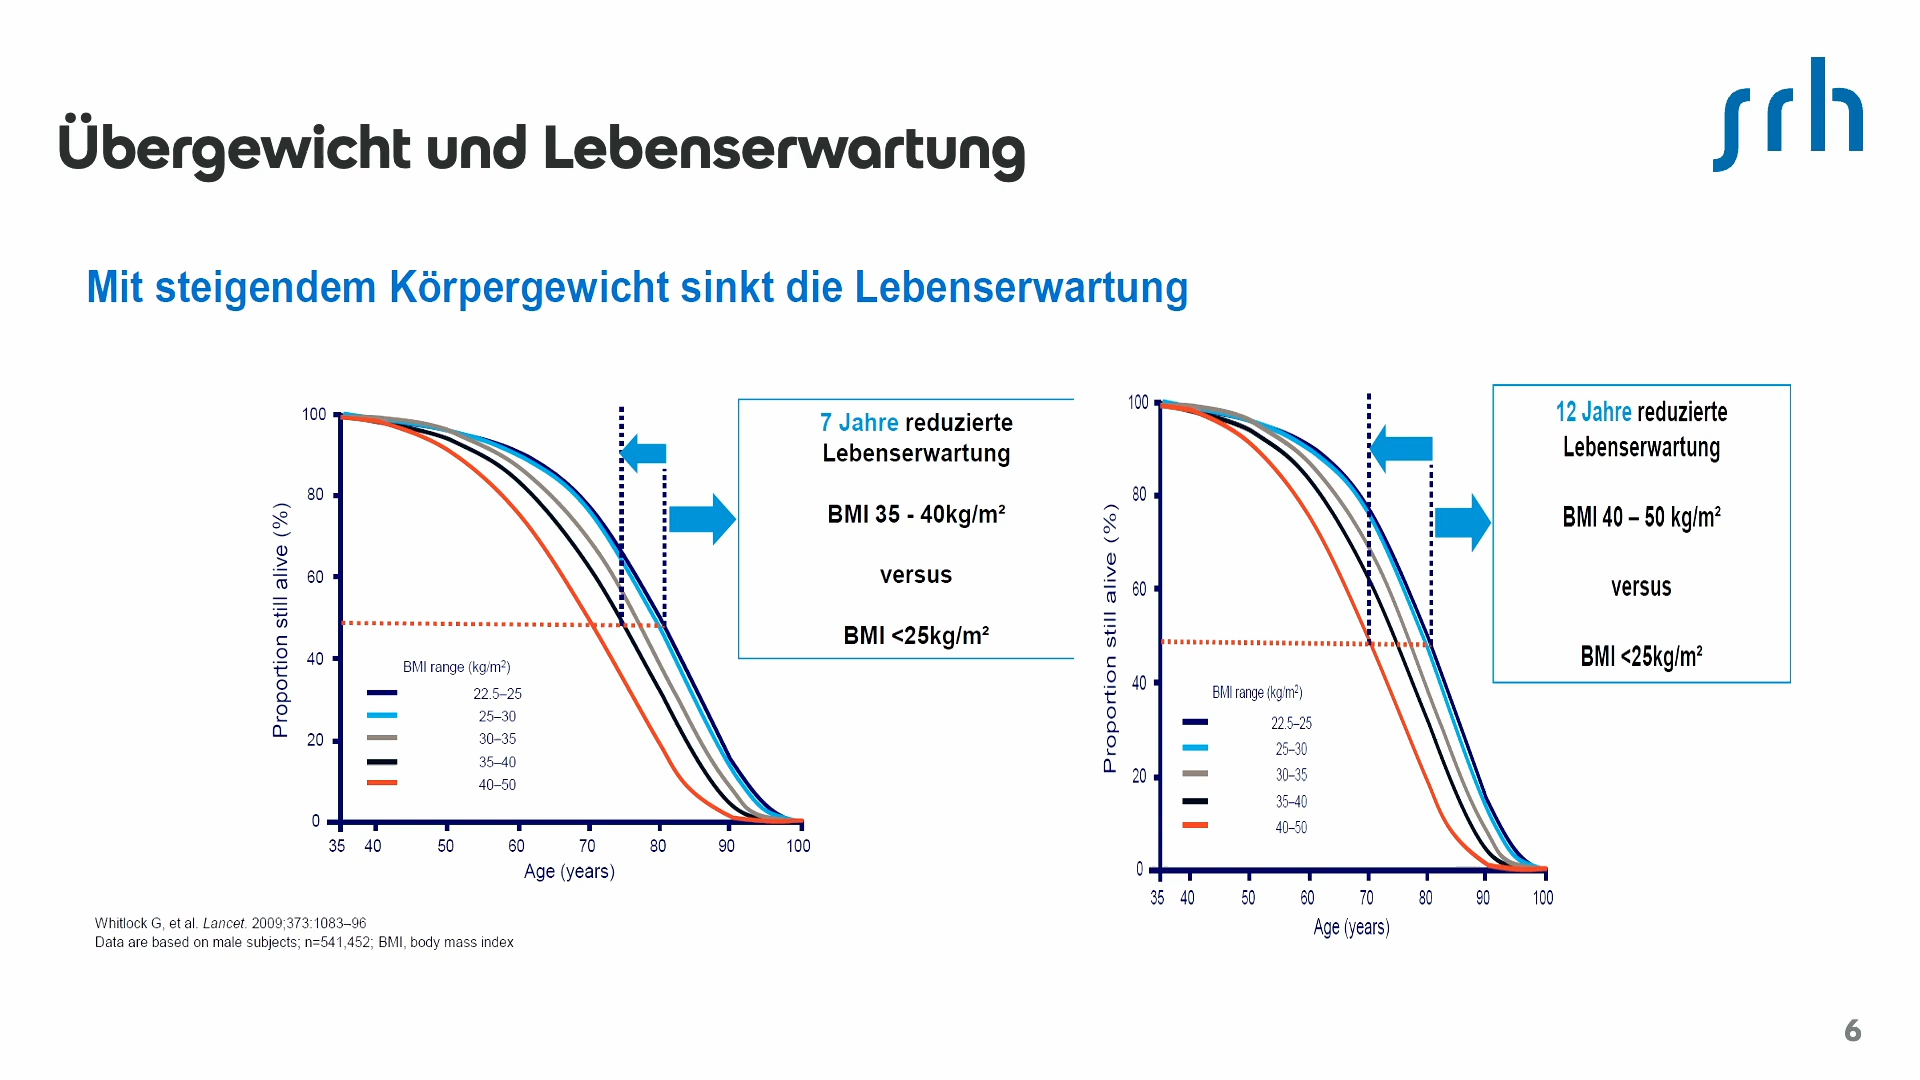 srh
Übergewicht und Lebenserwartung
Mit steigendem Körpergewicht sinkt die Lebenserwartung
Proportion still alive (%)
100
80
60
40
20
0
35 40 50 60 70 80 90 100
Age (years)
BMI range (kg/m²)
22.5–25
25–30
30–35
35–40
40–50
7 Jahre reduzierte
Lebenserwartung
BMI 35 - 40kg/m²
versus
BMI <25kg/m²
Proportion still alive (%)
100
80
60
40
20
0
35 40 50 60 70 80 90 100
Age (years)
BMI range (kg/m²)
22.5–25
25–30
30–35
35–40
40–50
12 Jahre reduzierte
Lebenserwartung
BMI 40 – 50 kg/m²
versus
BMI <25kg/m²
Whitlock G, et al. Lancet. 2009;373:1083–96
Data are based on male subjects; n=541,452; BMI, body mass index
6